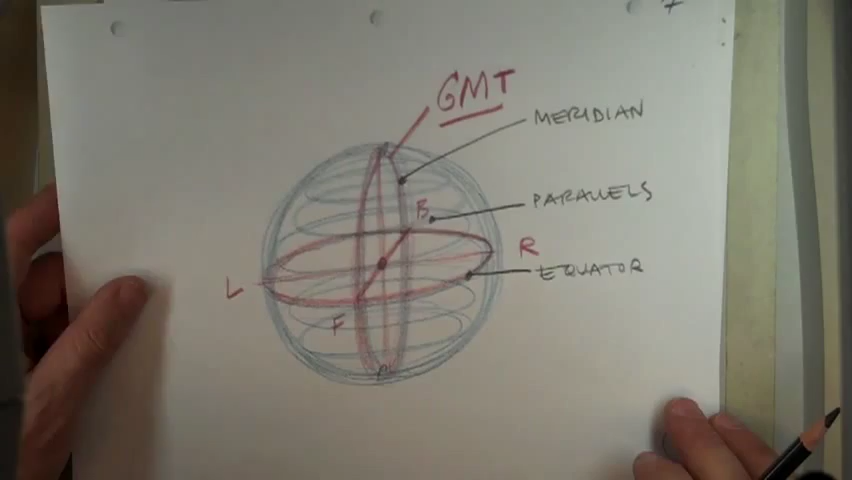 GMT
MERIDIAN
PARALLELS
B
R
EQUATOR
L
F